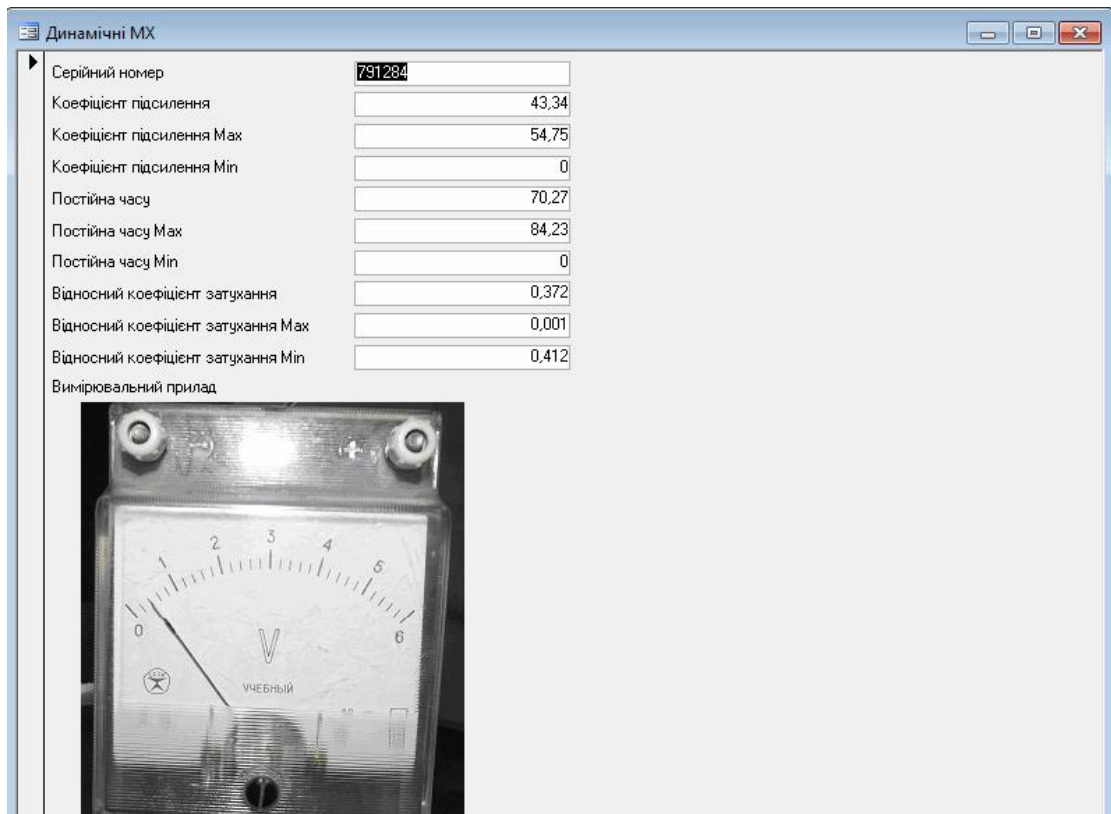 Динамічні МХ
Серійний номер 791284
Коефіцієнт підсилення 43,34
Коефіцієнт підсилення Max 54,75
Коефіцієнт підсилення Min 0
Постійна часу 70,27
Постійна часу Max 84,23
Постійна часу Min 0
Відносний коефіцієнт затухання 0,372
Відносний коефіцієнт затухання Max 0,001
Відносний коефіцієнт затухання Min 0,412
Вимірювальний прилад
- +
0 1 2 3 4 5 6
V
УЧЕБНЫЙ